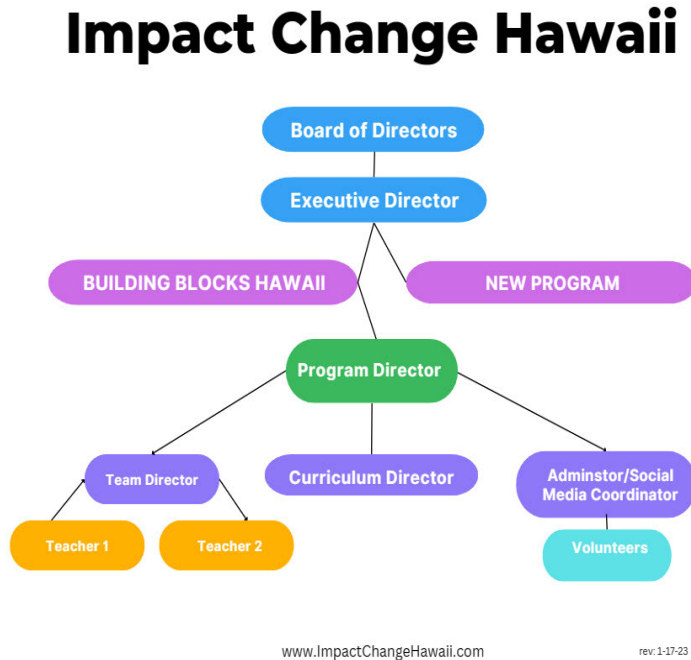 Impact Change Hawaii
Board of Directors
Executive Director
BUILDING BLOCKS HAWAII
NEW PROGRAM
Program Director
Team Director
Curriculum Director
Adminstor/Social
Media Coordinator
Teacher 1
Teacher 2
Volunteers
www.ImpactChangeHawaii.com
rev: 1-17-23